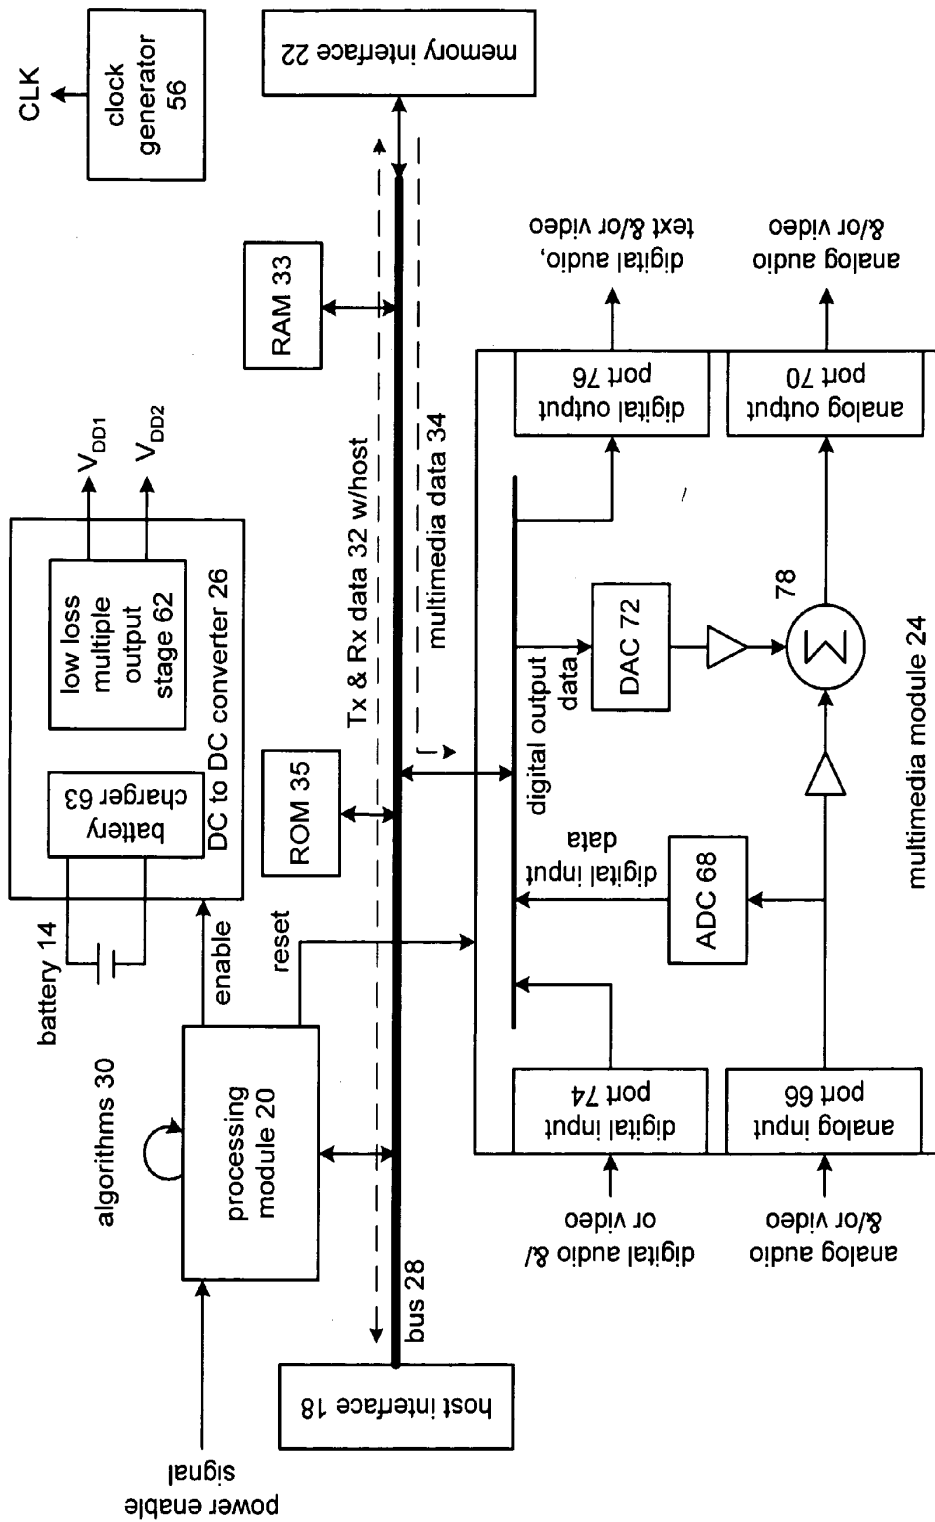 power enable
signal
algorithms 30
processing
module 20
battery 14
enable
reset
battery
charger 63
low loss
multiple
output
stage 62
DC to DC converter 26
VDD1
VDD2
CLK
clock
generator
56
host interface 18
bus 28
ROM 35
RAM 33
Tx & Rx data 32 w/host
multimedia data 34
memory interface 22
digital audio &/
or video
digital input
port 74
analog audio
&/or video
analog input
port 66
digital input
data
ADC 68
digital output
data
DAC 72
Σ
78
digital output
port 76
digital audio,
text &/or video
analog output
port 70
analog audio
&/or video
multimedia module 24